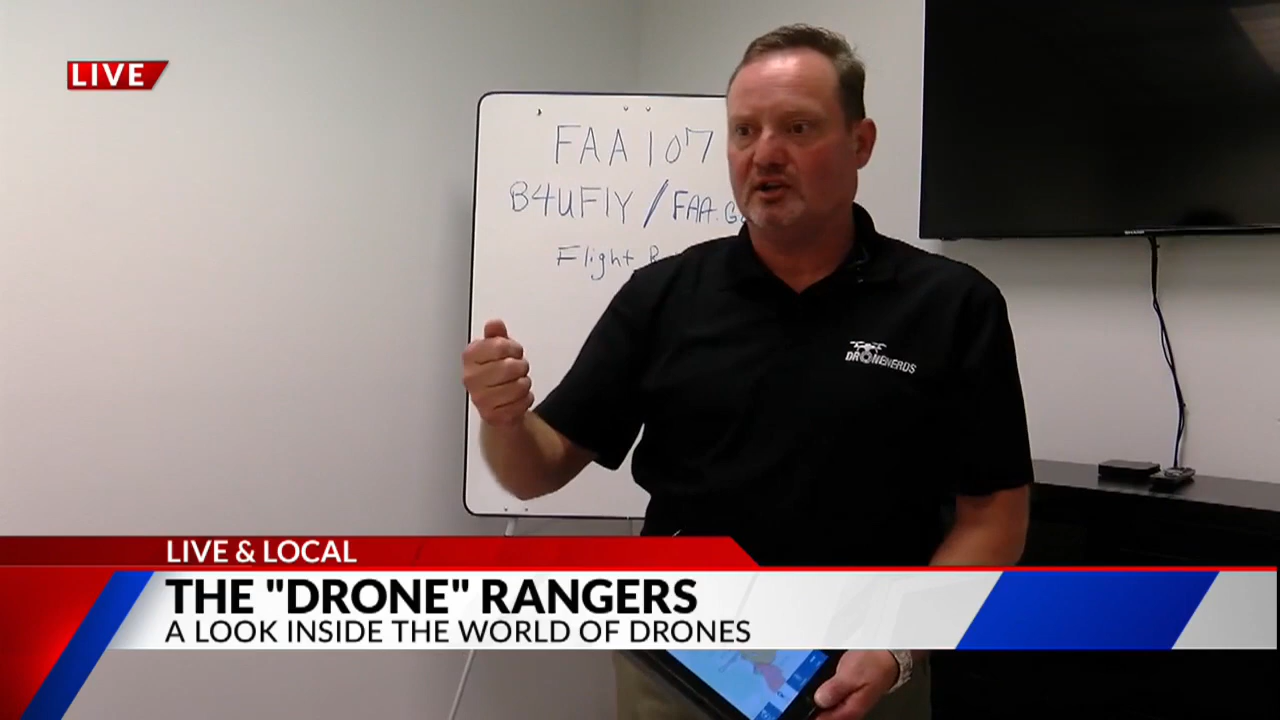 LIVE
FAA 107
B4UFlY / FAA.G
Flight
DRONENERDS
LIVE & LOCAL
THE "DRONE" RANGERS
A LOOK INSIDE THE WORLD OF DRONES